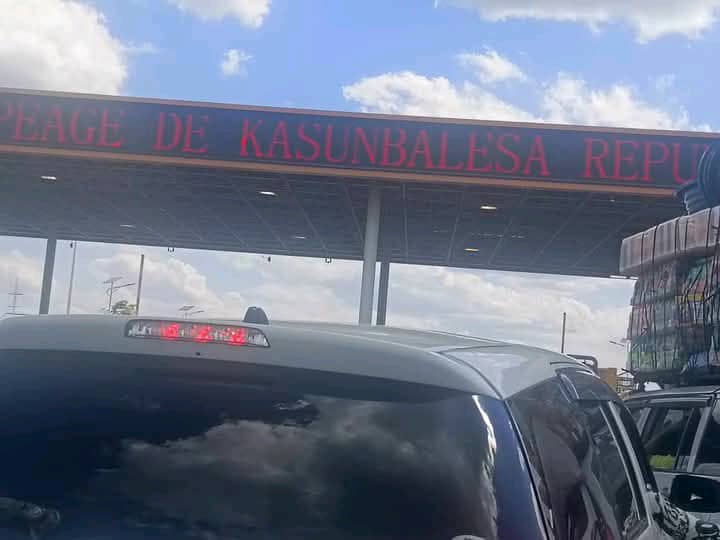 PEAGE DE KASUNBALESA REPU